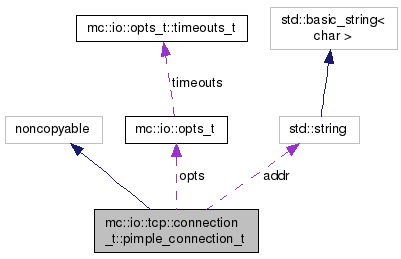 mc::io::opts_t::timeouts_t
std::basic_string<
char >
timeouts
noncopyable
mc::io::opts_t
std::string
opts
addr
mc::io::tcp::connection
_t::pimple_connection_t